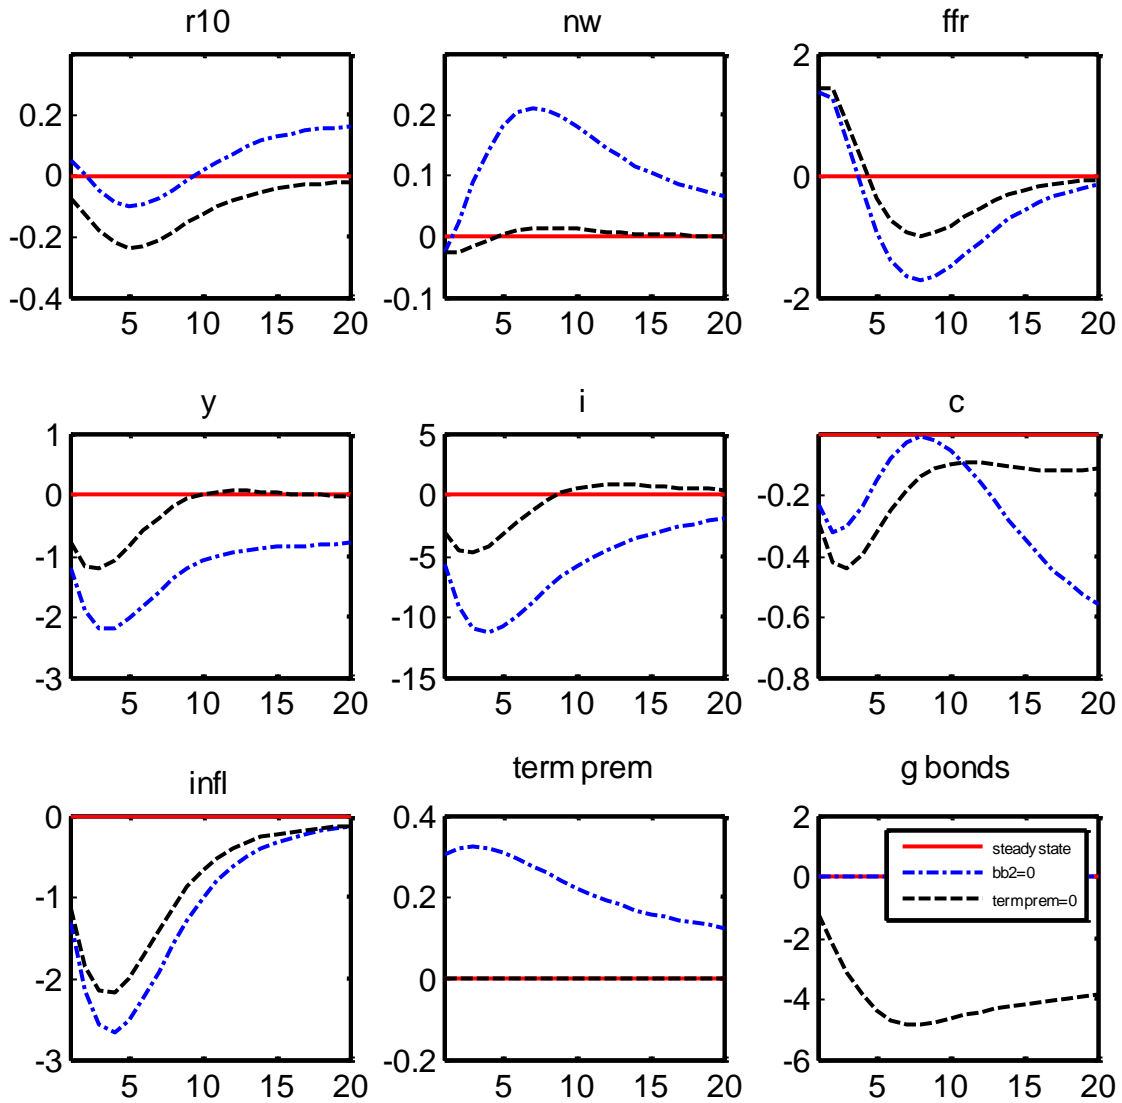 r10 nw ffr
0.2 0.2 2
0 0.1 0
-0.2 0 -2
-0.4 -0.1
5 10 15 20 5 10 15 20 5 10 15 20
y i c
1 5 -0.2
0 0 -0.4
-1 -5 -0.6
-2 -10 -0.8
-3 -15
5 10 15 20 5 10 15 20 5 10 15 20
infl term prem g bonds
0 0.4 2
-1 0.2 0
-2 0 -2
-3 -0.2 -4
-6
steady state
bb2=0
termprem=0
5 10 15 20 5 10 15 20 5 10 15 20